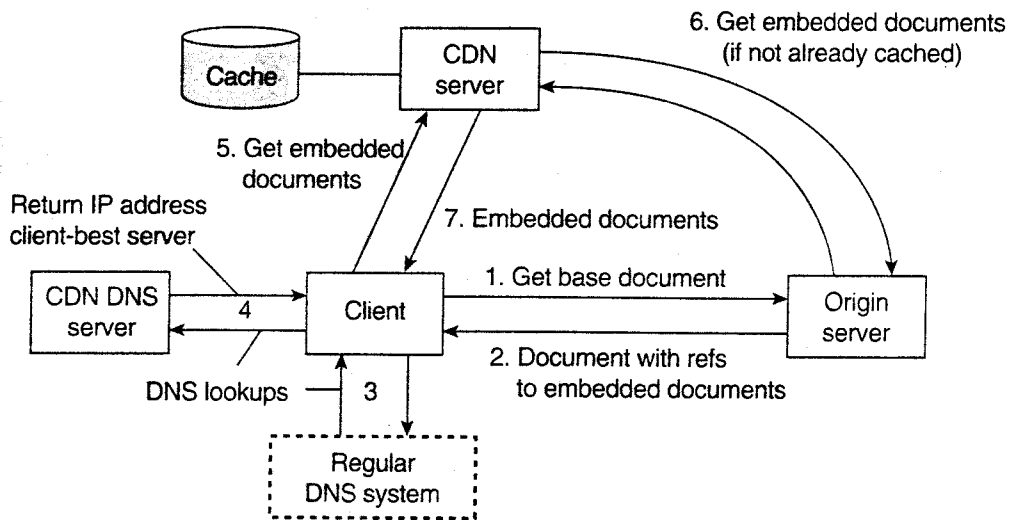 6. Get embedded documents
(if not already cached)
CDN
server
Cache
5. Get embedded
documents
Return IP address
client-best server
7. Embedded documents
1. Get base document
CDN DNS
server
4
Client
Origin
server
2. Document with refs
to embedded documents
DNS lookups
3
Regular
DNS system